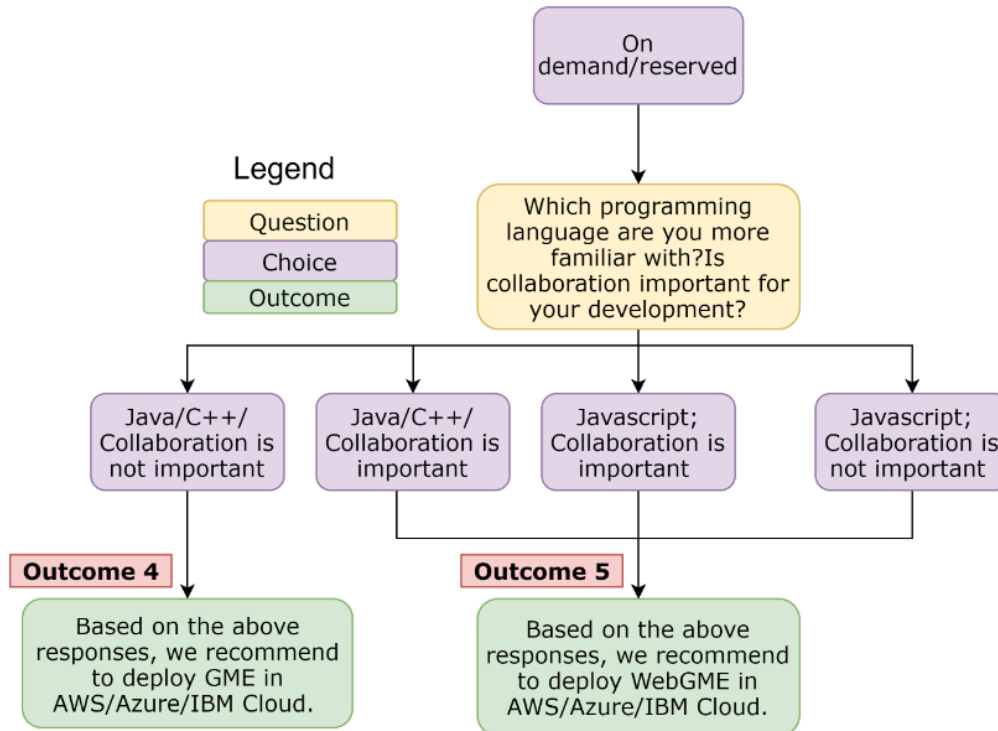 On
demand/reserved
Legend
Question
Choice
Outcome
Which programming
language are you more
familiar with?Is
collaboration important for
your development?
Java/C++/
Collaboration is
not important
Java/C++/
Collaboration is
important
Javascript;
Collaboration is
important
Javascript;
Collaboration is
not important
Outcome 4
Outcome 5
Based on the above
responses, we recommend
to deploy GME in
AWS/Azure/IBM Cloud.
Based on the above
responses, we recommend
to deploy WebGME in
AWS/Azure/IBM Cloud.